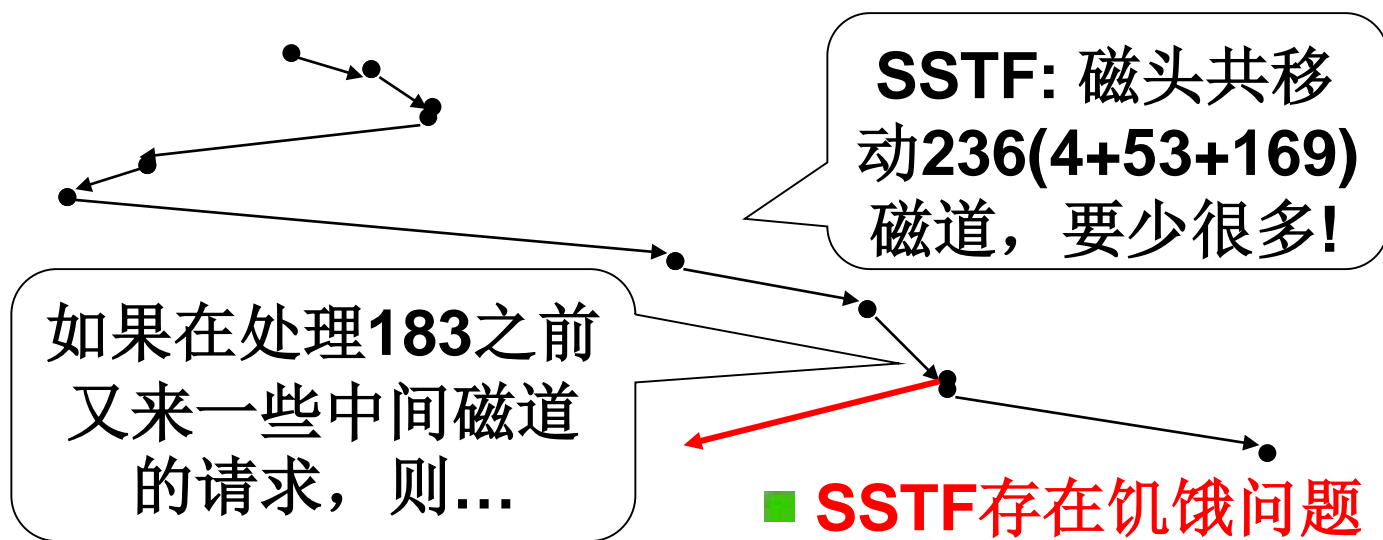 SSTF: 磁头共移
动236(4+53+169)
磁道，要少很多!
如果在处理183之前
又来一些中间磁道
的请求，则…
SSTF存在饥饿问题